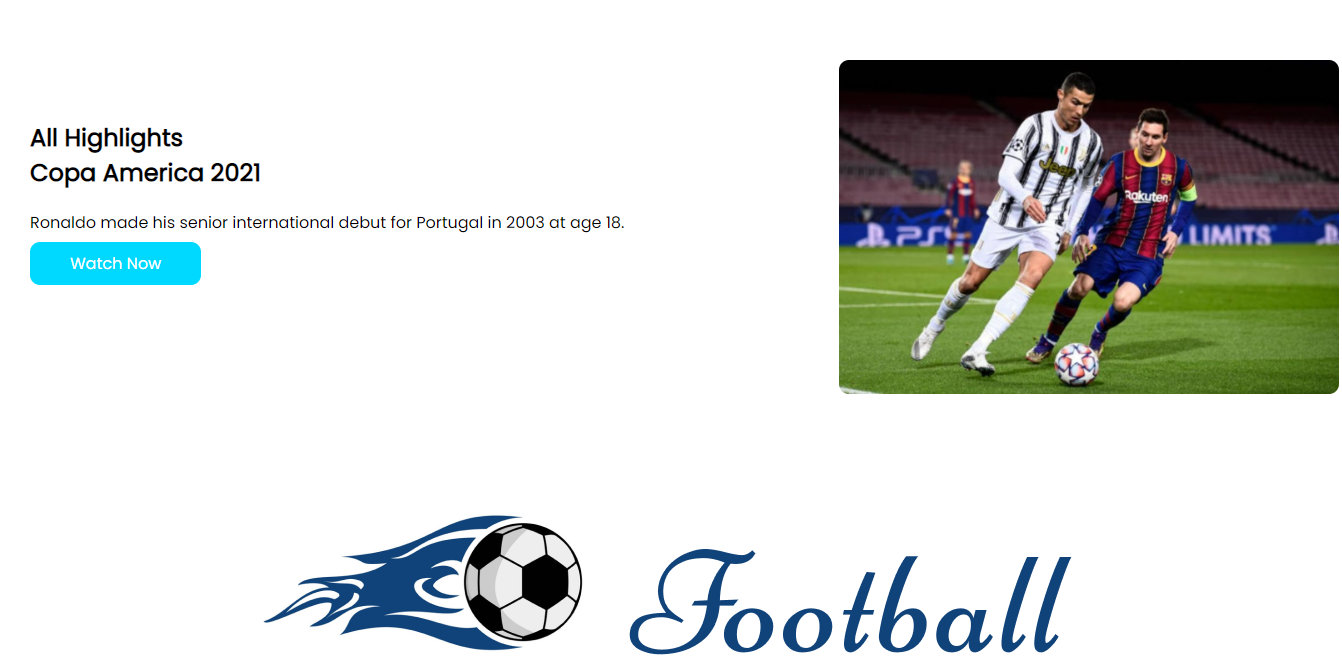 All Highlights
Copa America 2021
Ronaldo made his senior international debut for Portugal in 2003 at age 18.
Watch Now
Jeep
Rakuten
PS5
LIMITS
Football